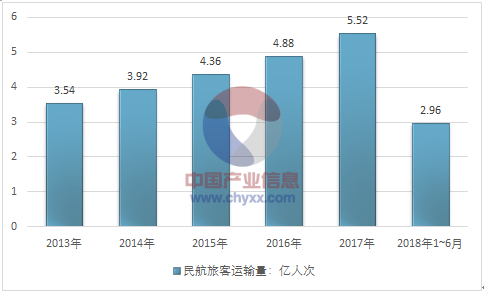 6
5
4
3
2
1
0
3.54
3.92
4.36
4.88
5.52
2.96
中国产业信息
www.chyxx.com
2013年
2014年
2015年
2016年
2017年
2018年1~6月
民航旅客运输量：亿人次